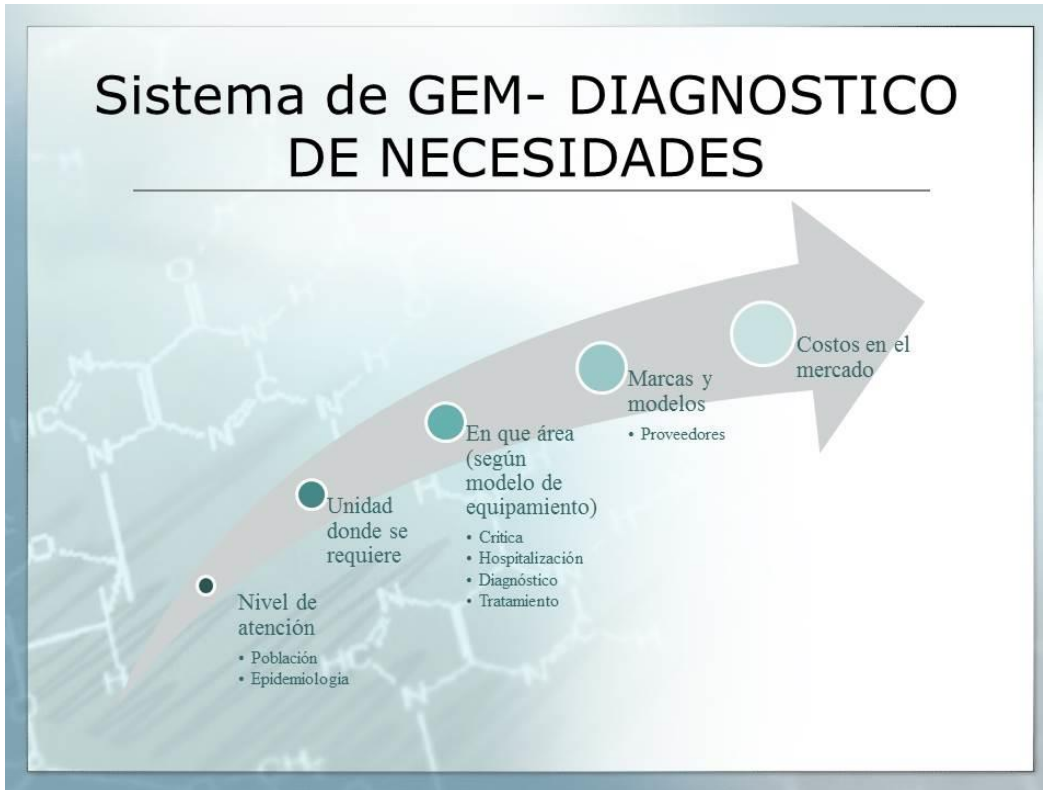 Sistema de GEM- DIAGNOSTICO
DE NECESIDADES
Nivel de
atención
• Población
• Epidemiologia
Unidad
donde se
requiere
En que área
(según
modelo de
equipamiento)
• Critica
• Hospitalización
• Diagnóstico
• Tratamiento
Marcas y
modelos
• Proveedores
Costos en el
mercado